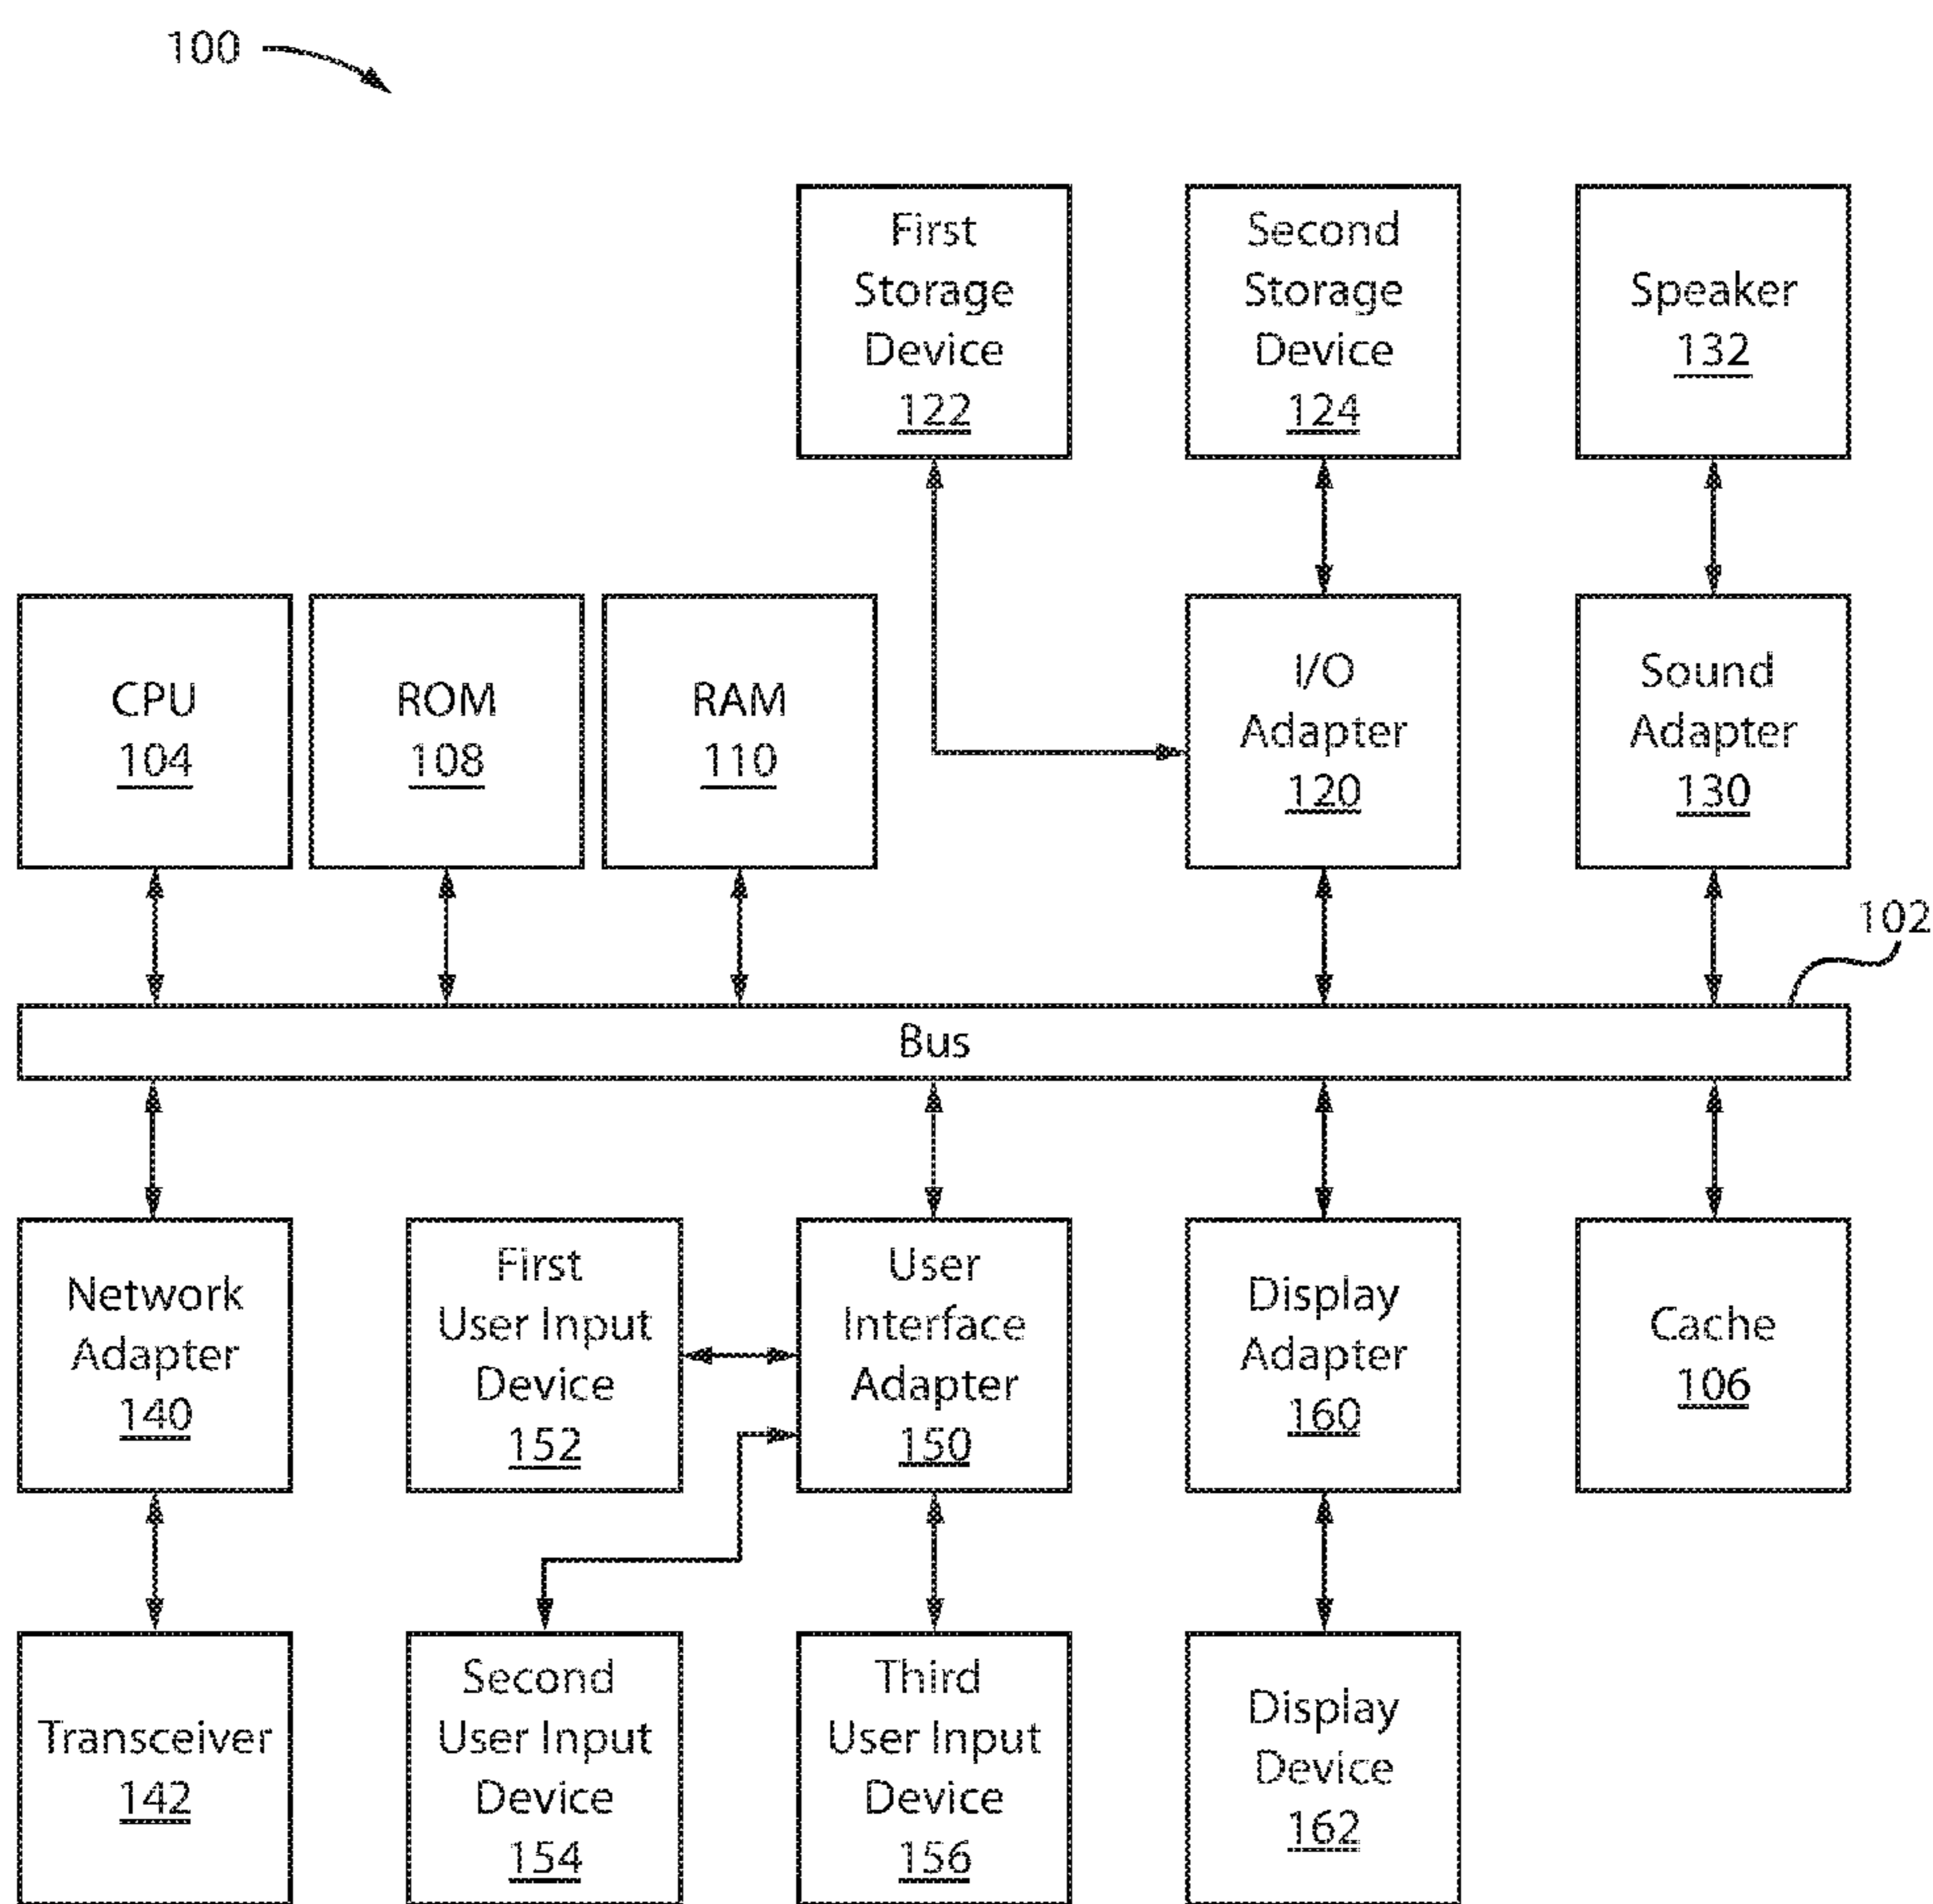 100
First
Storage
Device
122
Second
Storage
Device
124
Speaker
132
CPU
104
ROM
108
RAM
110
I/O
Adapter
120
Sound
Adapter
130
102
Bus
Network
Adapter
140
First
User Input
Device
152
User
Interface
Adapter
150
Display
Adapter
160
Cache
106
Transceiver
142
Second
User Input
Device
154
Third
User Input
Device
156
Display
Device
162